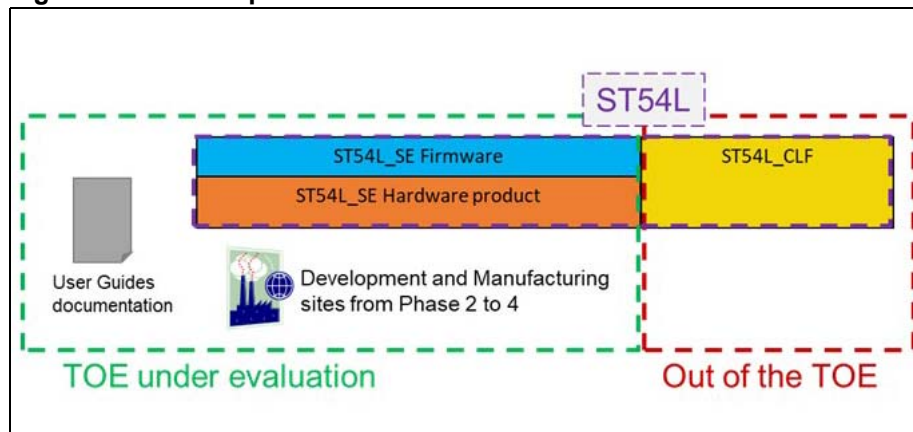 ST54L
ST54L_SE Firmware
ST54L_CLF
ST54L_SE Hardware product
User Guides
documentation
Development and Manufacturing
sites from Phase 2 to 4
TOE under evaluation
Out of the TOE